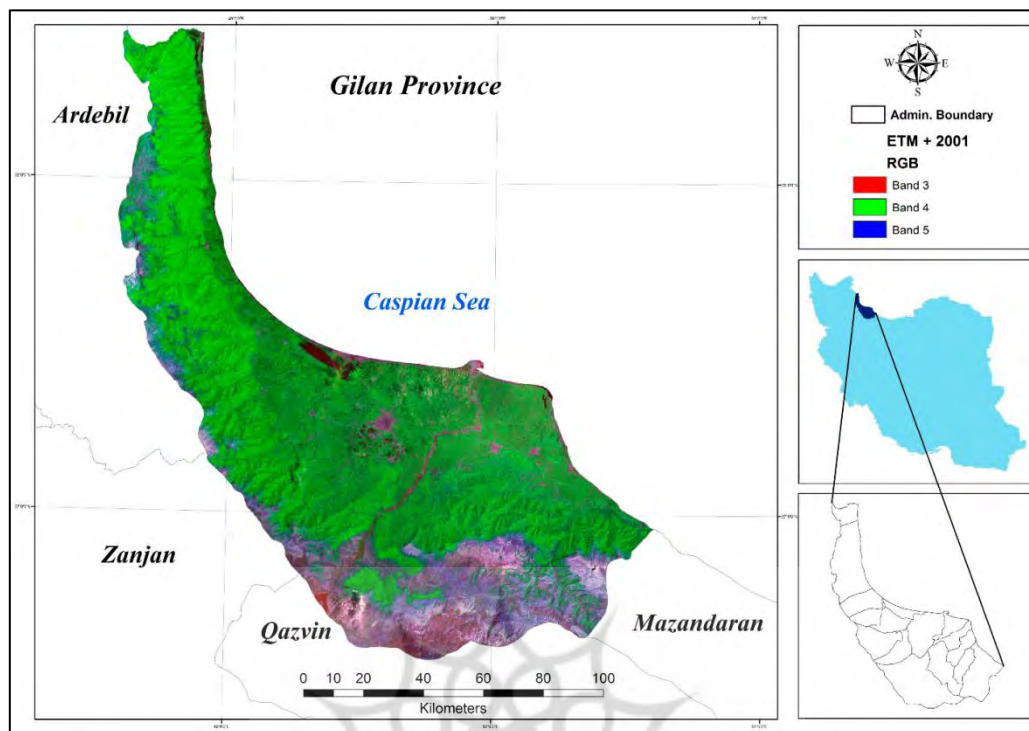 Gilan Province
Ardebil
Caspian Sea
Zanjan
Qazvin
Mazandaran
0 10 20 40 60 80 100
Kilometers
N
W E
S
Admin. Boundary
ETM + 2001
RGB
Band 3
Band 4
Band 5